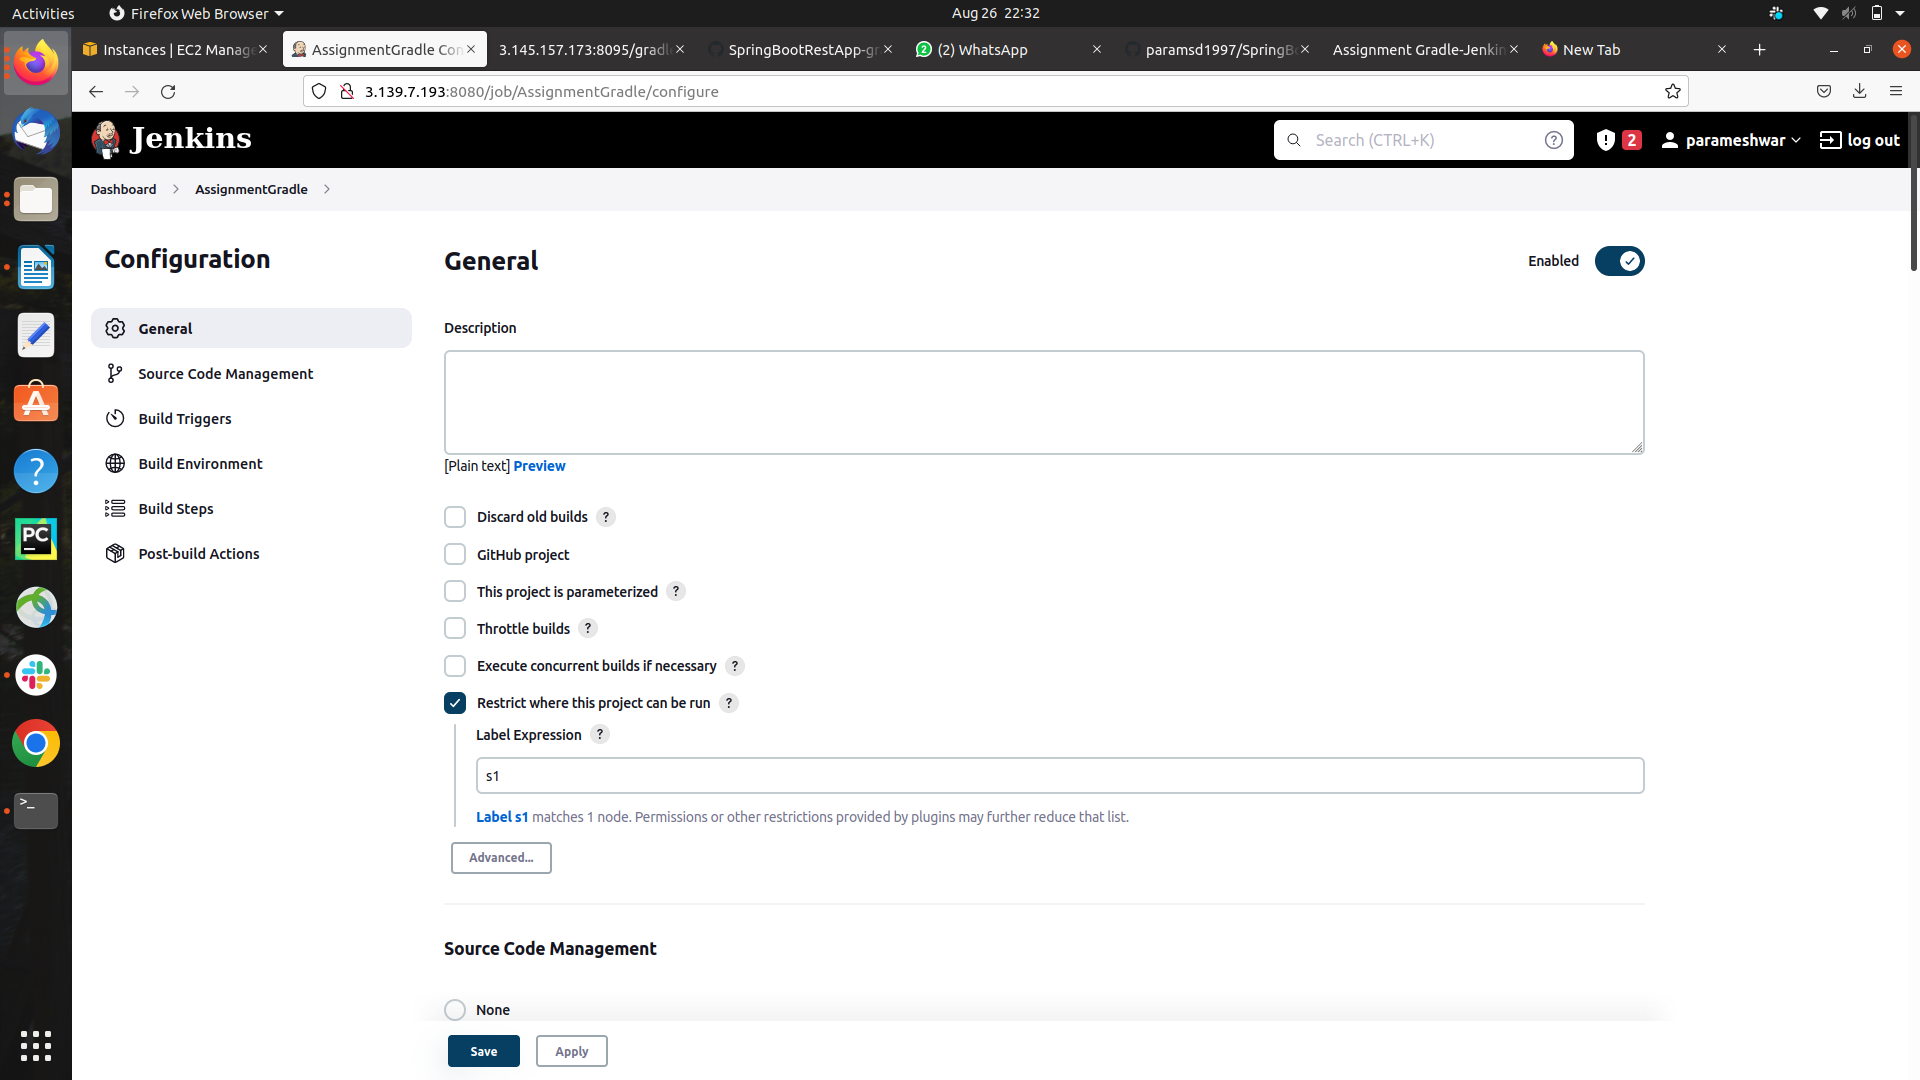 Activities
Firefox Web Browser
Aug 26 22:32
Instances | EC2 Manage
AssignmentGradle Con
3.145.157.173:8095/gradle
SpringBootRestApp-gr
(2) WhatsApp
paramsd1997/SpringBo
Assignment Gradle-Jenkin
New Tab
3.139.7.193:8080/job/AssignmentGradle/configure
Jenkins
Search (CTRL+K)
2
parameshwar
log out
Dashboard
AssignmentGradle
Configuration
General
Source Code Management
Build Triggers
Build Environment
Build Steps
Post-build Actions
General
Enabled
Description
[Plain text] Preview
Discard old builds ?
GitHub project
This project is parameterized ?
Throttle builds ?
Execute concurrent builds if necessary ?
Restrict where this project can be run ?
Label Expression ?
s1
Label s1 matches 1 node. Permissions or other restrictions provided by plugins may further reduce that list.
Advanced...
Source Code Management
None
Save
Apply